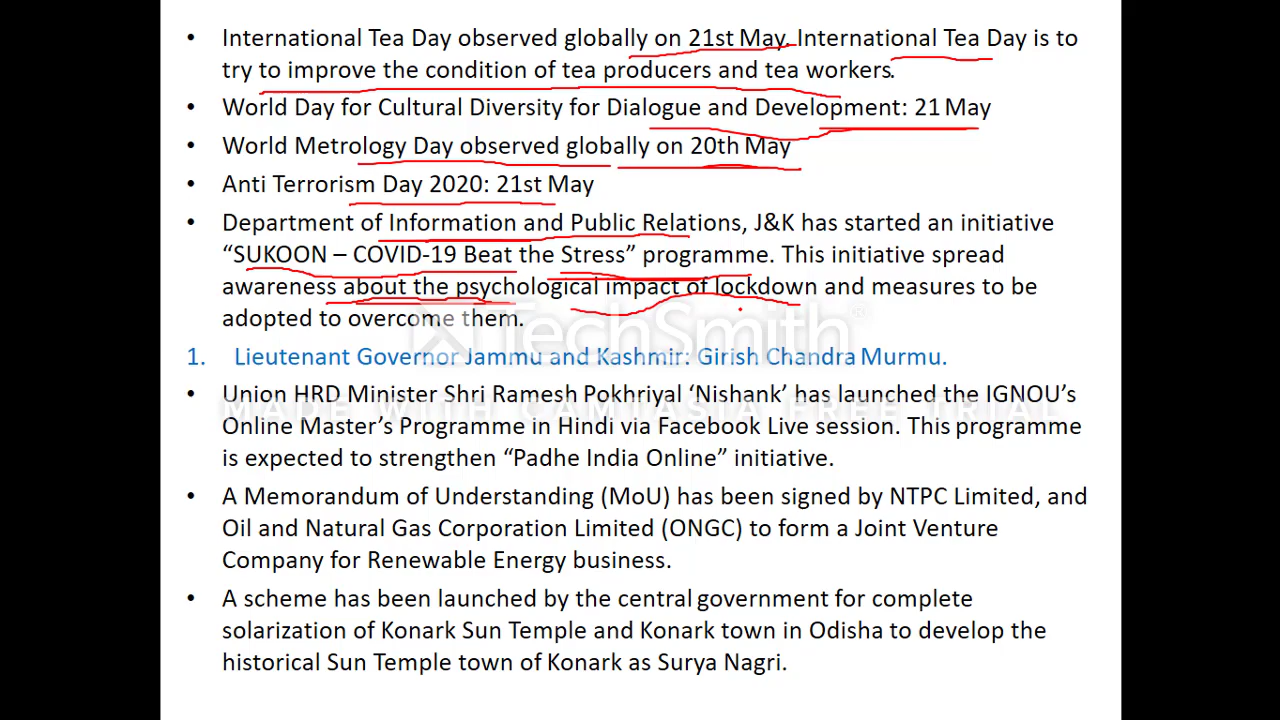 • International Tea Day observed globally on 21st May. International Tea Day is to
try to improve the condition of tea producers and tea workers.
• World Day for Cultural Diversity for Dialogue and Development: 21 May
• World Metrology Day observed globally on 20th May
• Anti Terrorism Day 2020: 21st May
• Department of Information and Public Relations, J&K has started an initiative
“SUKOON – COVID-19 Beat the Stress” programme. This initiative spread
awareness about the psychological impact of lockdown and measures to be
adopted to overcome them.
TechSmith®
1. Lieutenant Governor Jammu and Kashmir: Girish Chandra Murmu.
• Union HRD Minister Shri Ramesh Pokhriyal ‘Nishank’ has launched the IGNOU’s
MADE WITH CAMTASIA FREE TRIAL
Online Master’s Programme in Hindi via Facebook Live session. This programme
is expected to strengthen “Padhe India Online” initiative.
• A Memorandum of Understanding (MoU) has been signed by NTPC Limited, and
Oil and Natural Gas Corporation Limited (ONGC) to form a Joint Venture
Company for Renewable Energy business.
• A scheme has been launched by the central government for complete
solarization of Konark Sun Temple and Konark town in Odisha to develop the
historical Sun Temple town of Konark as Surya Nagri.